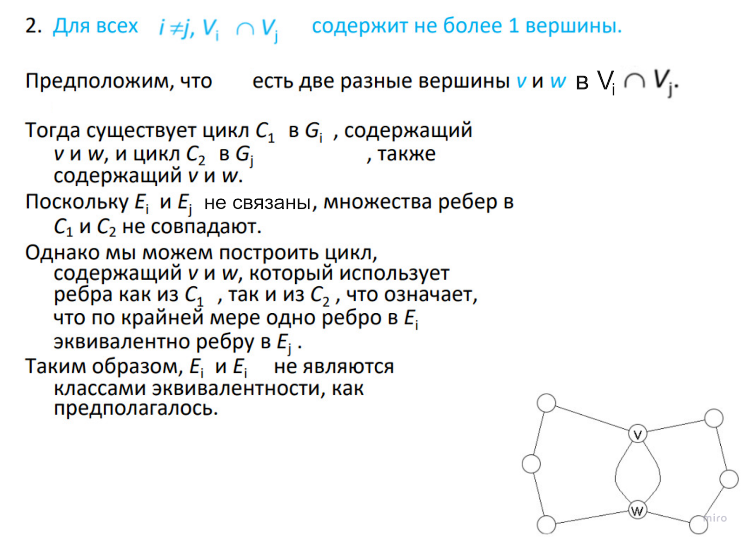 2. Для всех i ≠j, Vi ∩ Vj содержит не более 1 вершины.
Предположим, что есть две разные вершины v и w в Vi ∩ Vj.
Тогда существует цикл C1 в Gi , содержащий
v и w, и цикл C2 в Gj , также
содержащий v и w.
Поскольку Ei и Ej не связаны, множества ребер в
C1 и C2 не совпадают.
Однако мы можем построить цикл,
содержащий v и w, который использует
ребра как из C1 , так и из C2 , что означает,
что по крайней мере одно ребро в Ei
эквивалентно ребру в Ej .
Таким образом, Ei и Ei не являются
классами эквивалентности, как
предполагалось.
v
w
miro